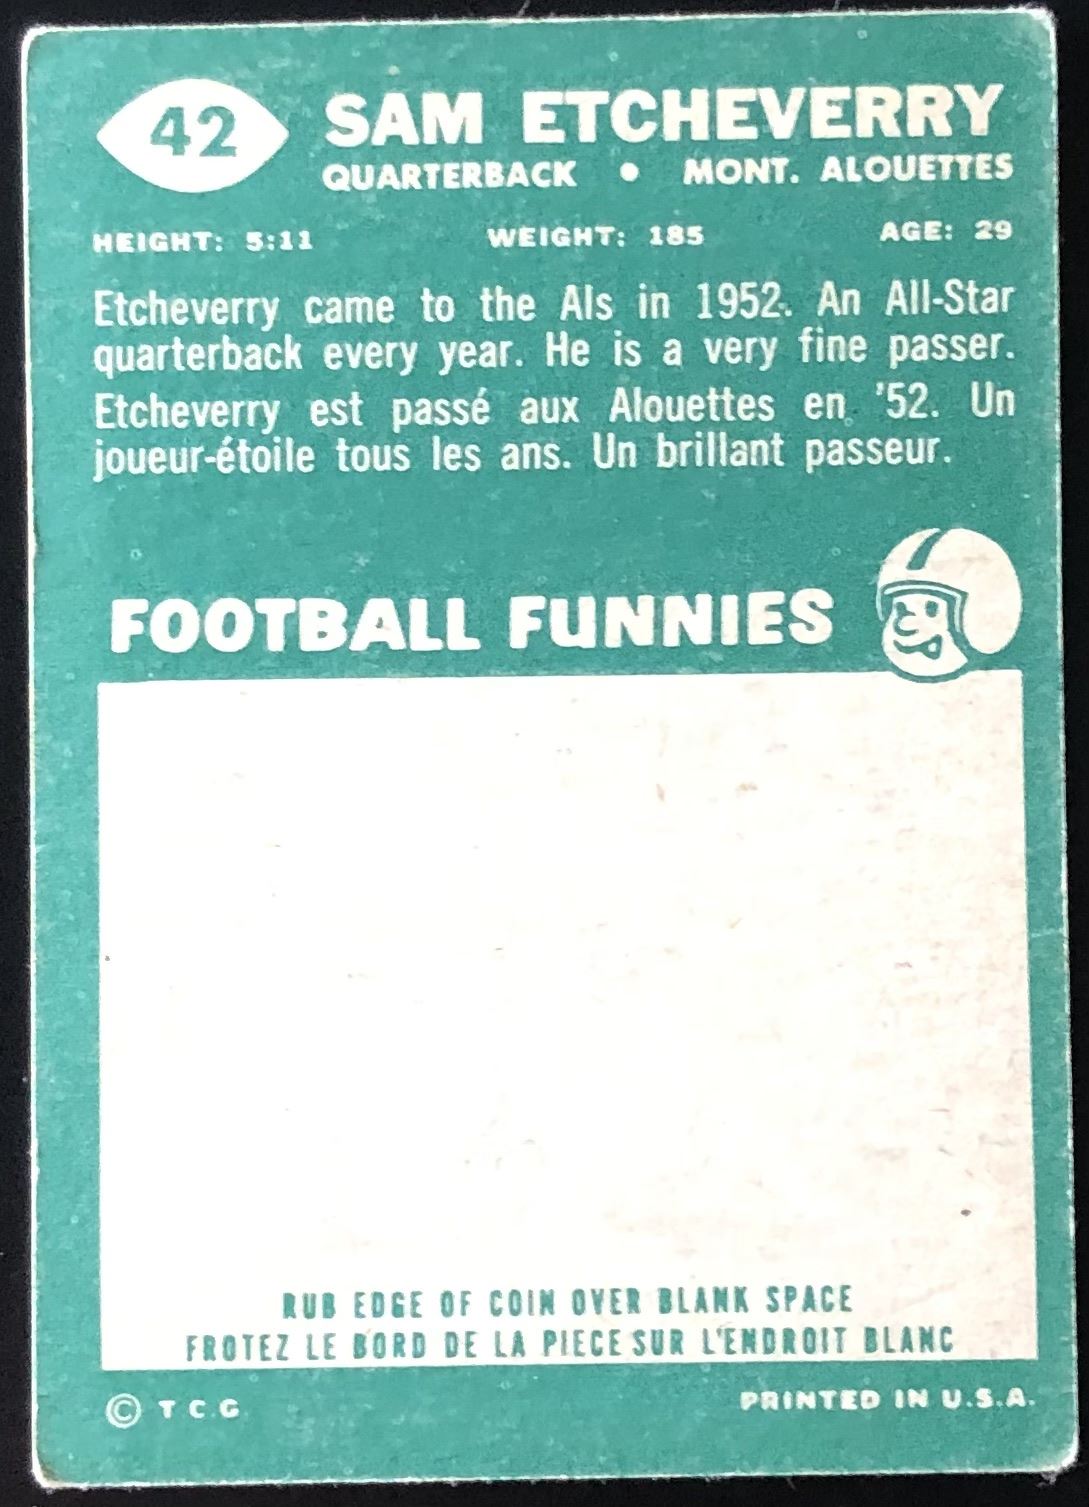 42
SAM ETCHEVERRY
QUARTERBACK • MONT. ALOUETTES
HEIGHT: 5:11 WEIGHT: 185 AGE: 29
Etcheverry came to the Als in 1952. An All-Star
quarterback every year. He is a very fine passer.
Etcheverry est passé aux Alouettes en '52. Un
joueur-étoile tous les ans. Un brillant passeur.
FOOTBALL FUNNIES
RUB EDGE OF COIN OVER BLANK SPACE
FROTEZ LE BORD DE LA PIECE SUR L'ENDROIT BLANC
© T C G PRINTED IN U.S.A.